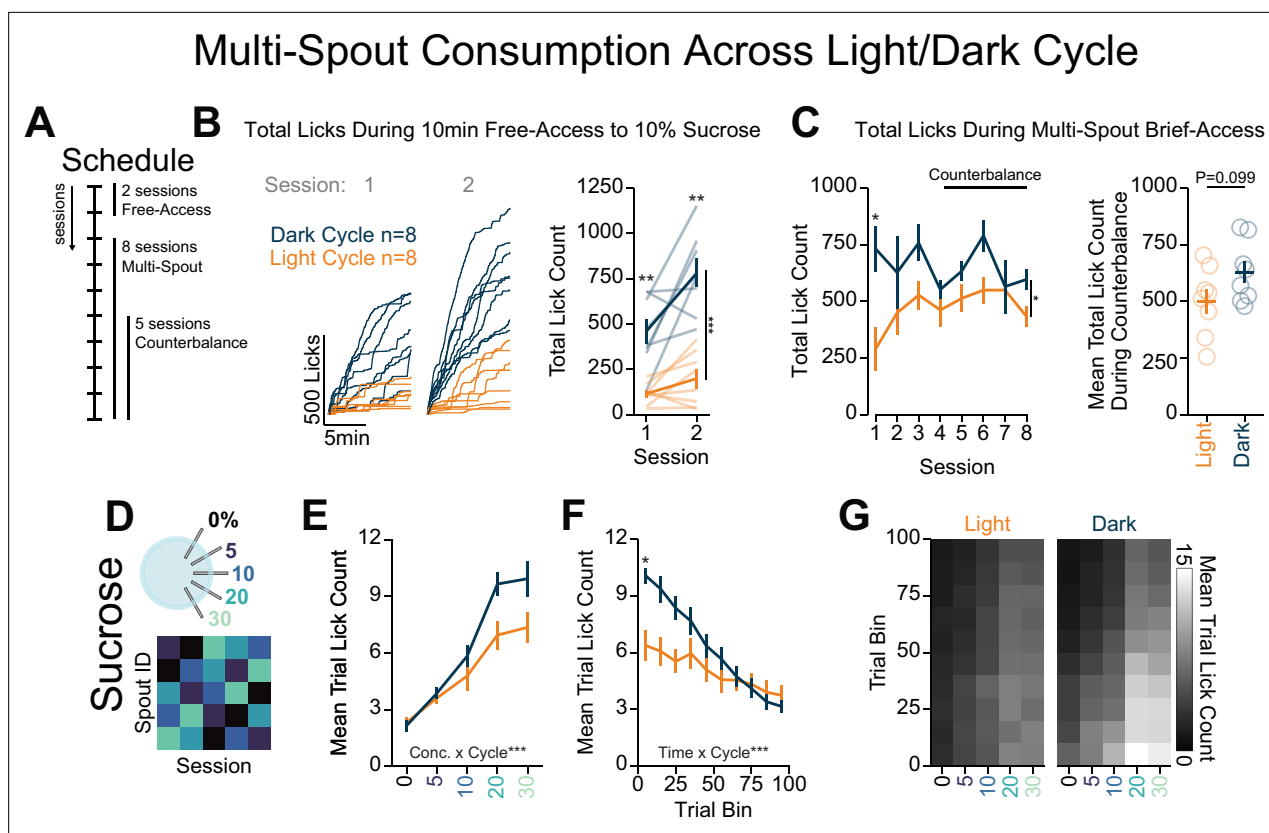 Multi-Spout Consumption Across Light/Dark Cycle
A
Schedule
sessions
2 sessions
Free-Access
8 sessions
Multi-Spout
5 sessions
Counterbalance
B
Total Licks During 10min Free-Access to 10% Sucrose
Session: 1 2
Dark Cycle n=8
Light Cycle n=8
500 Licks
5min
Total Lick Count
1250
1000
750
500
250
0
**
**
***
1 2
Session
C
Total Licks During Multi-Spout Brief-Access
Counterbalance
Total Lick Count
1000
750
500
250
0
*
*
1 2 3 4 5 6 7 8
Session
P=0.099
Mean Total Lick Count
During Counterbalance
1000
750
500
250
0
Light
Dark
D
Sucrose
0%
5
10
20
30
Spout ID
Session
E
Mean Trial Lick Count
12
9
6
3
0
Conc. x Cycle***
0 5 10 20 30
F
Mean Trial Lick Count
12
9
6
3
0
*
Time x Cycle***
0 25 50 75 100
Trial Bin
G
Light
Dark
Trial Bin
100
75
50
25
0
0 5 10 20 30
0 5 10 20 30
15
0
Mean Trial Lick Count